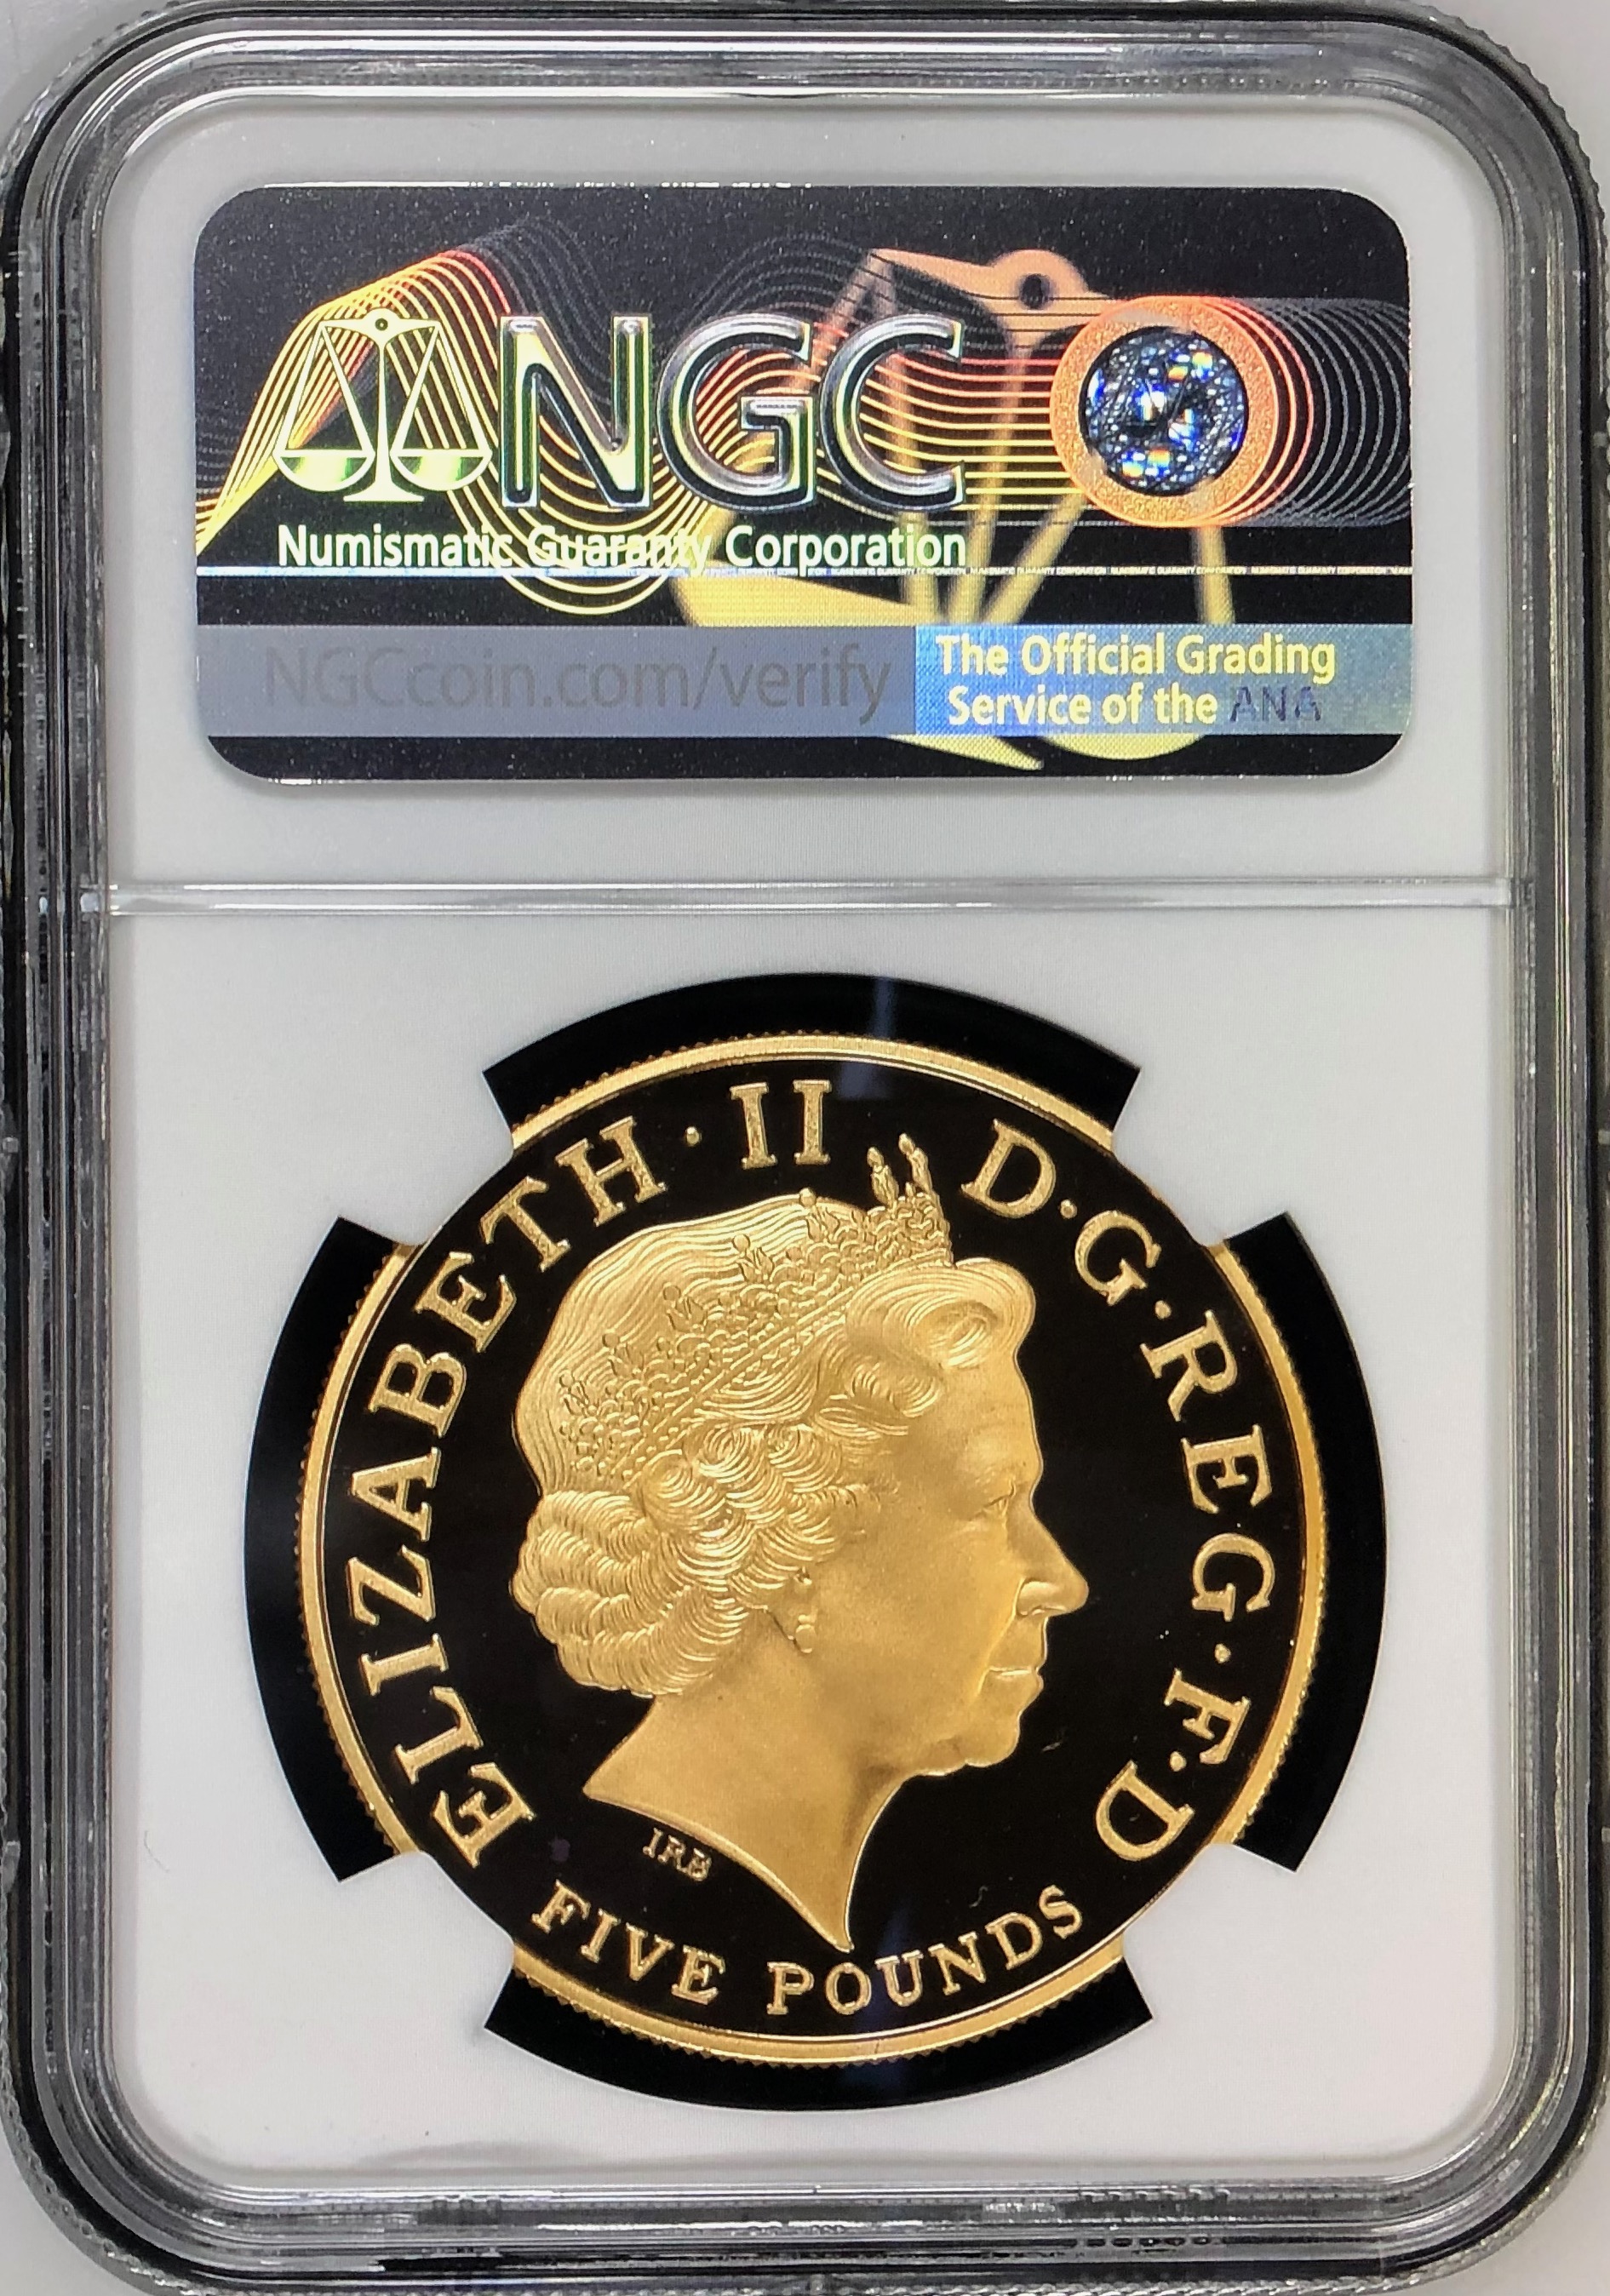 NGC
Numismatic Guaranty Corporation
NGCcoin.com/verify
The Official Grading
Service of the ANA
ELIZABETH·II D·G·REG·F·D
IRB
FIVE POUNDS